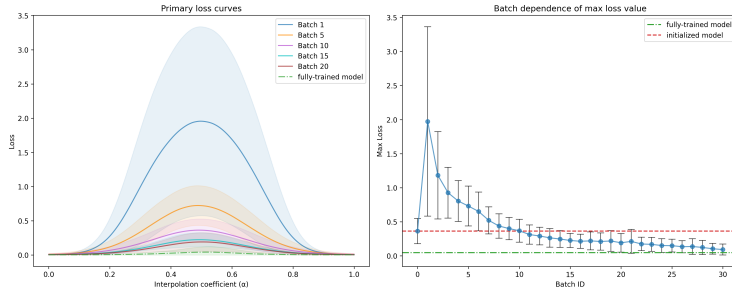 Primary loss curves
3.5
3.0
2.5
2.0
1.5
1.0
0.5
0.0
Loss
0.0 0.2 0.4 0.6 0.8 1.0
Interpolation coefficient (α)
Batch 1
Batch 5
Batch 10
Batch 15
Batch 20
fully-trained model
Batch dependence of max loss value
3.5
3.0
2.5
2.0
1.5
1.0
0.5
0.0
Max Loss
0 5 10 15 20 25 30
Batch ID
fully-trained model
initialized model